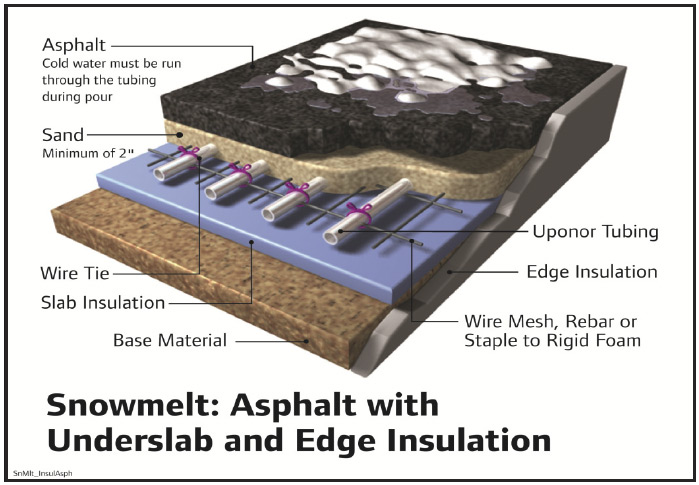 Asphalt
Cold water must be run
through the tubing
during pour
Sand
Minimum of 2"
Wire Tie
Slab Insulation
Base Material
Uponor Tubing
Edge Insulation
Wire Mesh, Rebar or
Staple to Rigid Foam
Snowmelt: Asphalt with
Underslab and Edge Insulation
SnMlt_InsulAsph